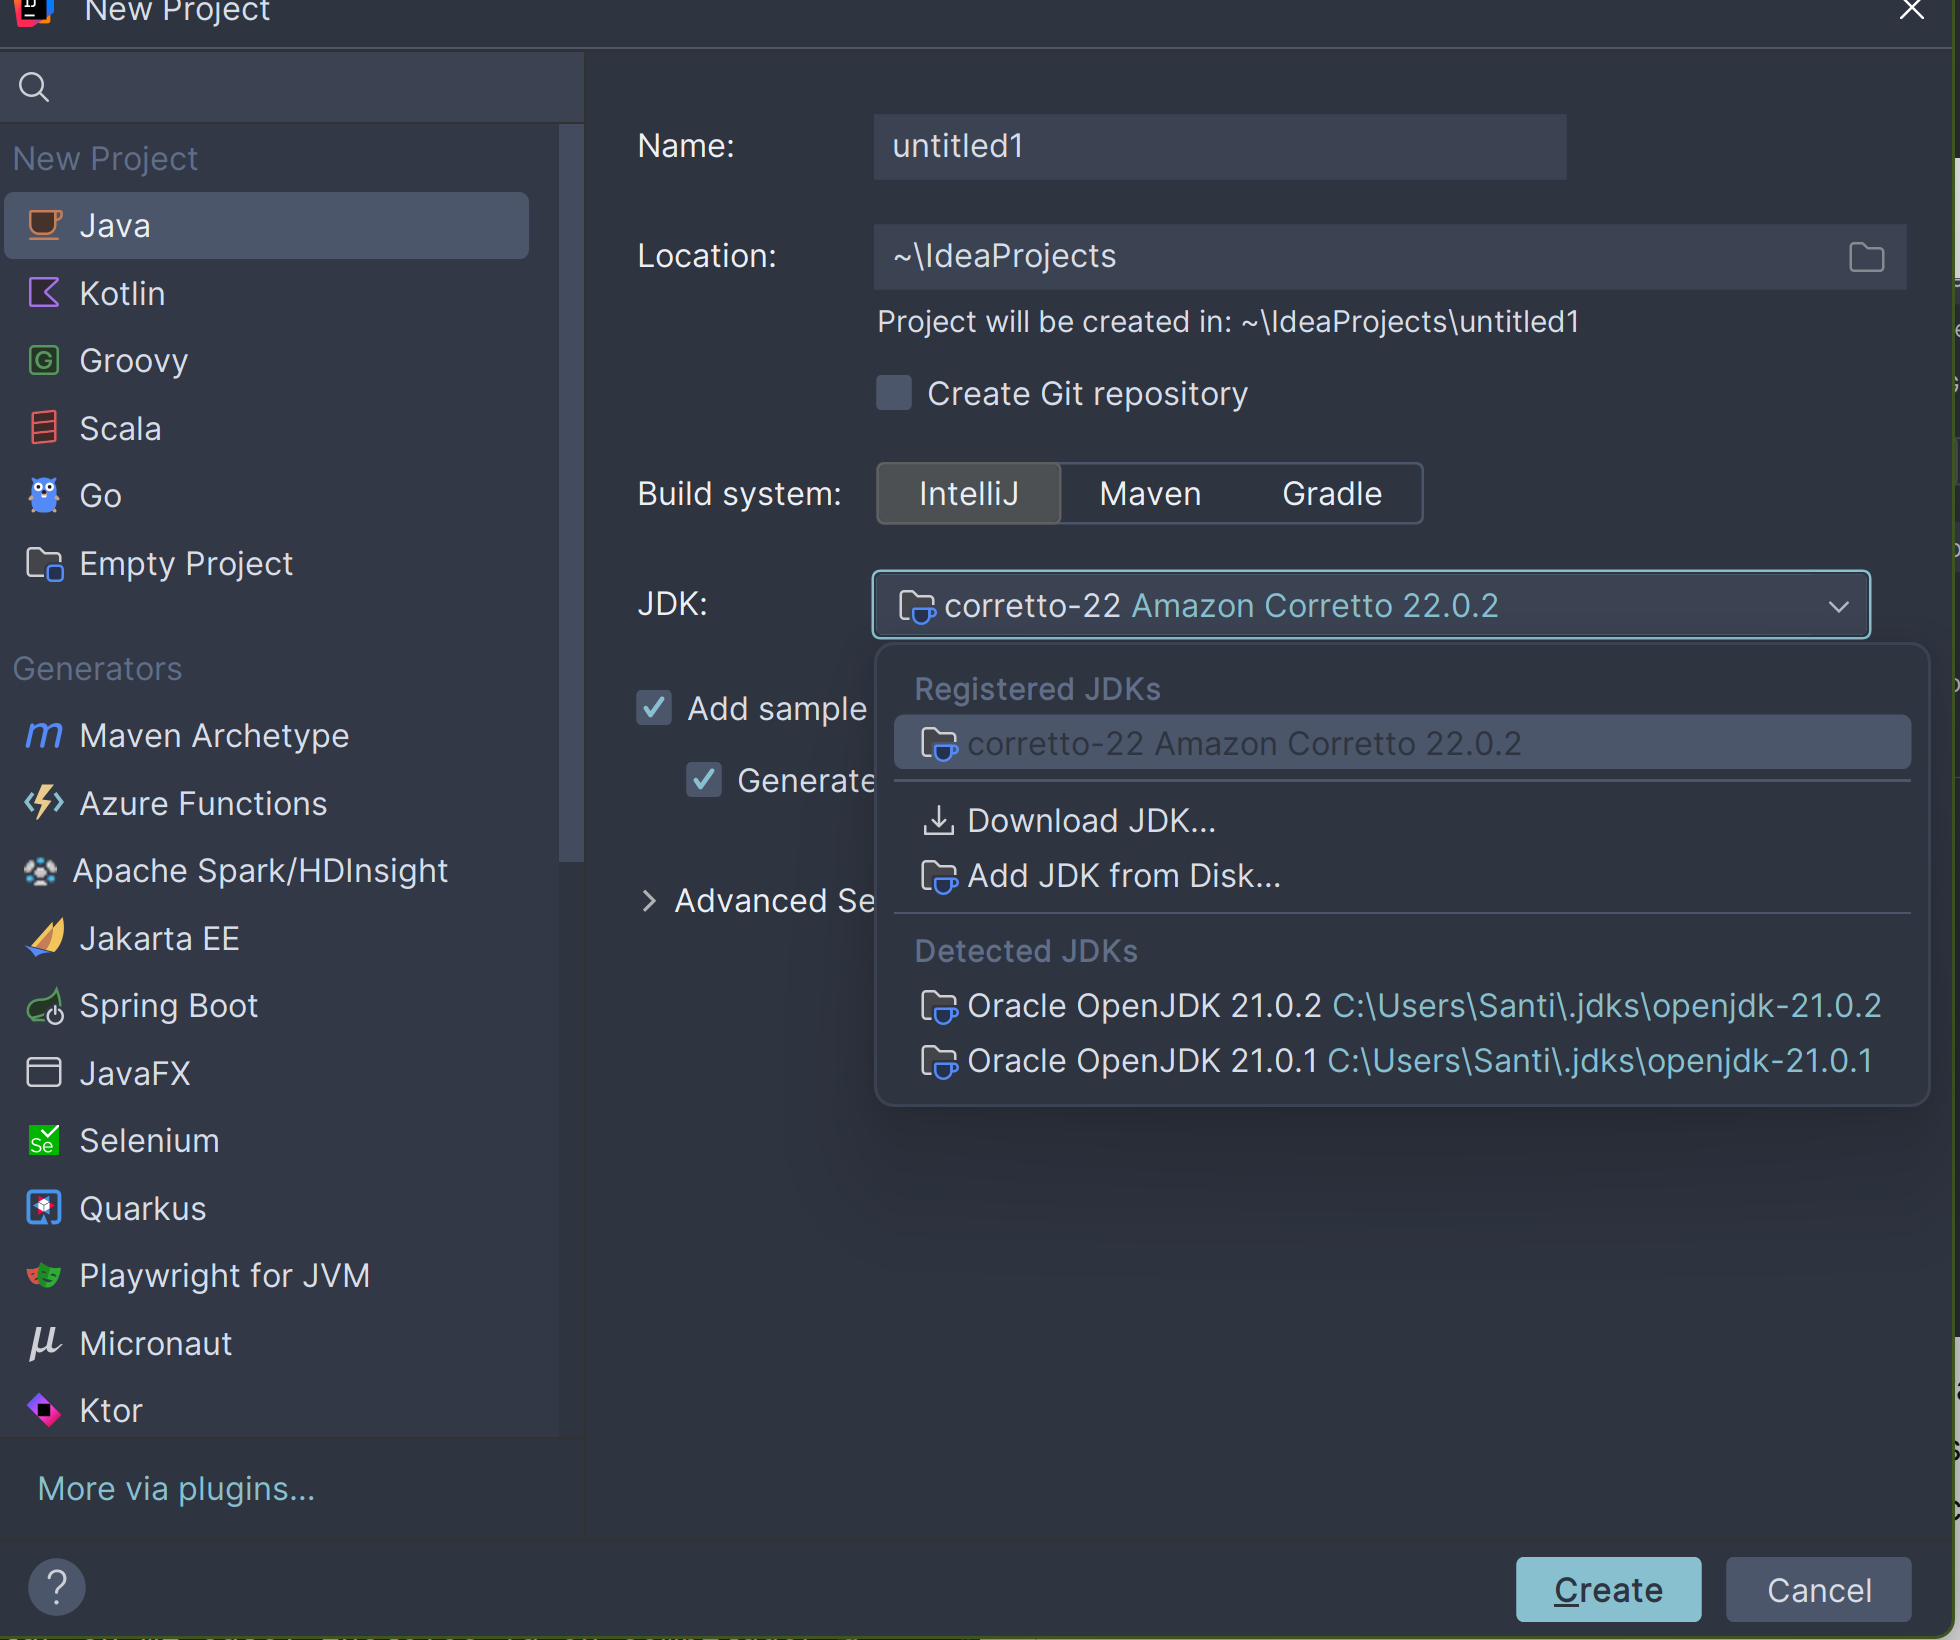 New Project
New Project
Java
Kotlin
Groovy
Scala
Go
Empty Project
Generators
Maven Archetype
Azure Functions
Apache Spark/HDInsight
Jakarta EE
Spring Boot
JavaFX
Selenium
Quarkus
Playwright for JVM
Micronaut
Ktor
More via plugins...
Name:
untitled1
Location:
~\IdeaProjects
Project will be created in: ~\IdeaProjects\untitled1
Create Git repository
Build system:
IntelliJ
Maven
Gradle
JDK:
corretto-22 Amazon Corretto 22.0.2
Add sample
Generate
Advanced Se
Registered JDKs
corretto-22 Amazon Corretto 22.0.2
Download JDK...
Add JDK from Disk...
Detected JDKs
Oracle OpenJDK 21.0.2 C:\Users\Santi\.jdks\openjdk-21.0.2
Oracle OpenJDK 21.0.1 C:\Users\Santi\.jdks\openjdk-21.0.1
?
Create
Cancel